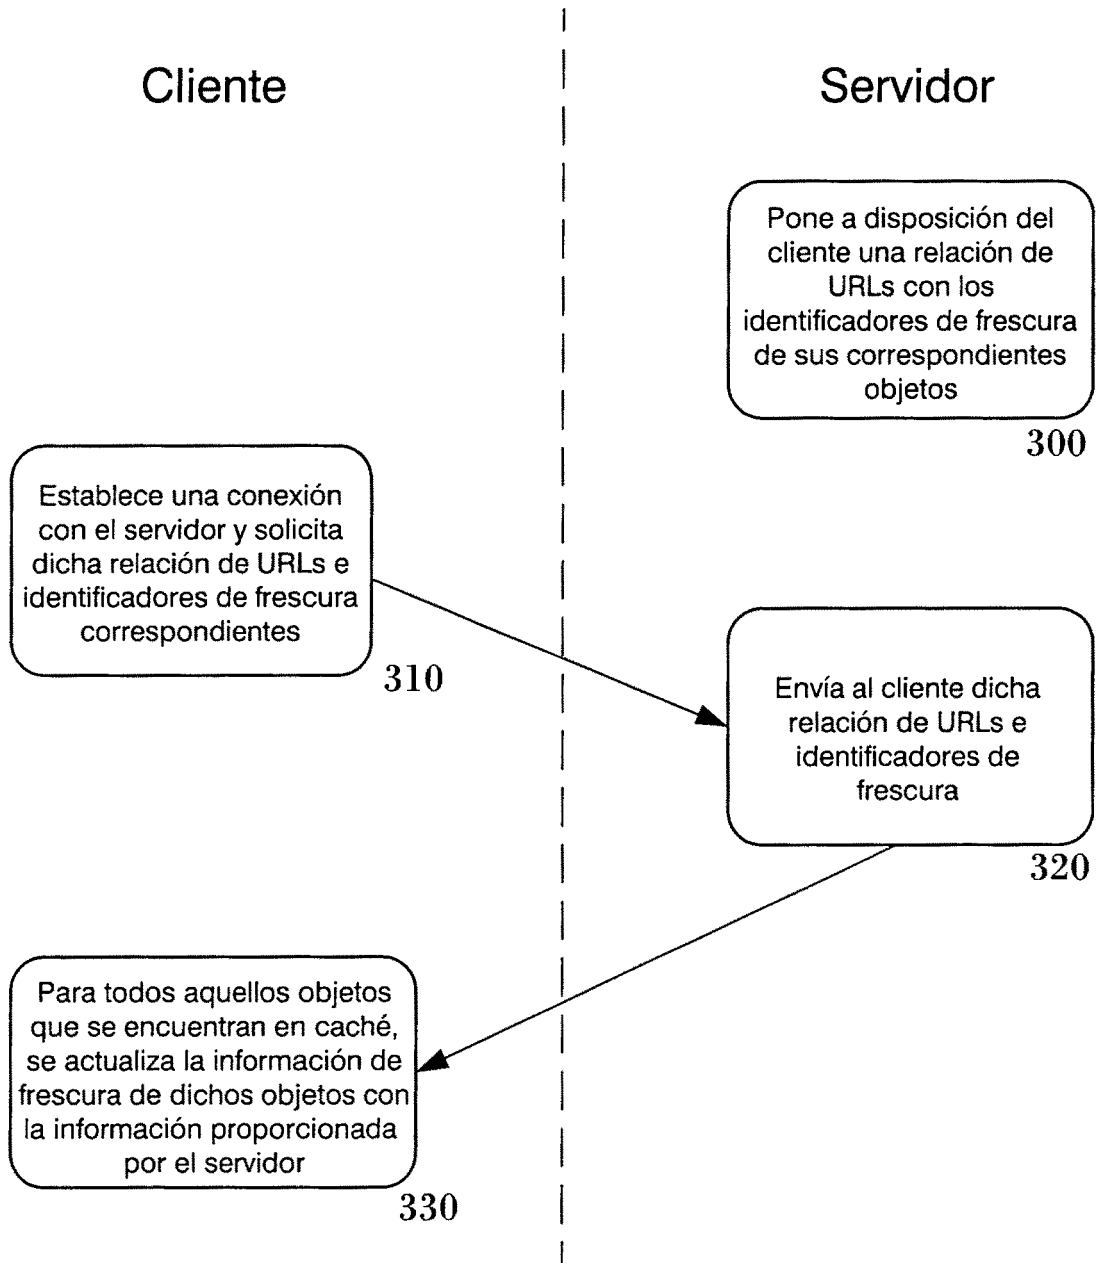 Cliente
Servidor
Pone a disposición del
cliente una relación de
URLs con los
identificadores de frescura
de sus correspondientes
objetos
300
Establece una conexión
con el servidor y solicita
dicha relación de URLs e
identificadores de frescura
correspondientes
310
Envía al cliente dicha
relación de URLs e
identificadores de
frescura
320
Para todos aquellos objetos
que se encuentran en caché,
se actualiza la información de
frescura de dichos objetos con
la información proporcionada
por el servidor
330